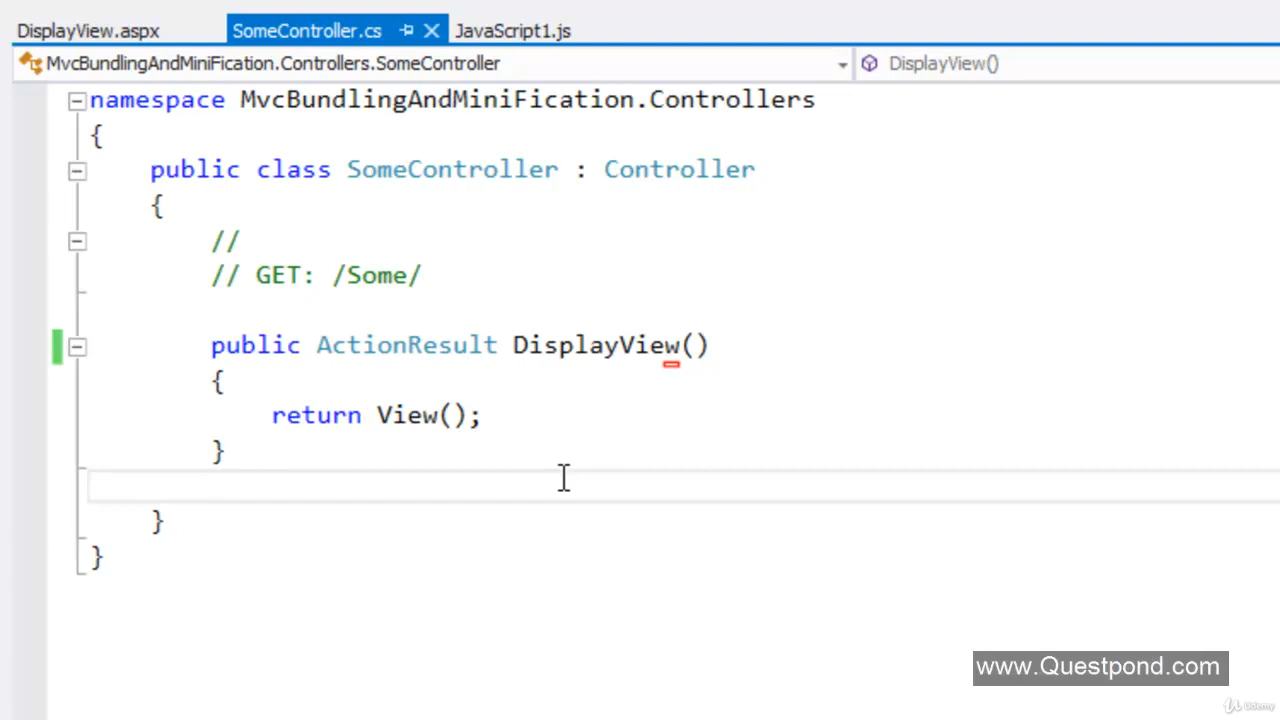 DisplayView.aspx SomeController.cs JavaScript1.js
MvcBundlingAndMiniFication.Controllers.SomeController DisplayView()
namespace MvcBundlingAndMiniFication.Controllers
{
public class SomeController : Controller
{
//
// GET: /Some/
public ActionResult DisplayView()
{
return View();
}
}
}
www.Questpond.com
Udemy